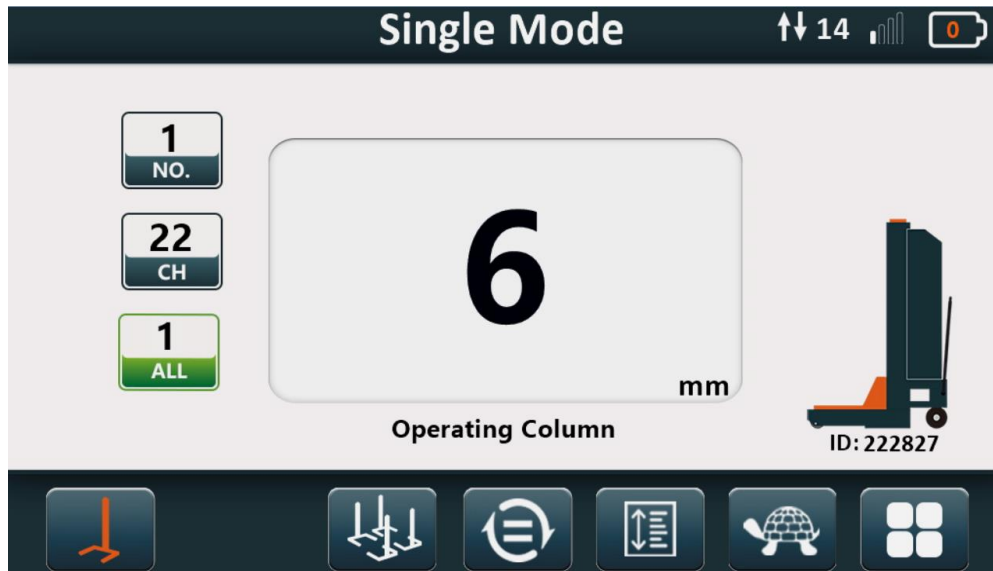 Single Mode
14
0
1
NO.
22
CH
1
ALL
6
mm
Operating Column
ID: 222827